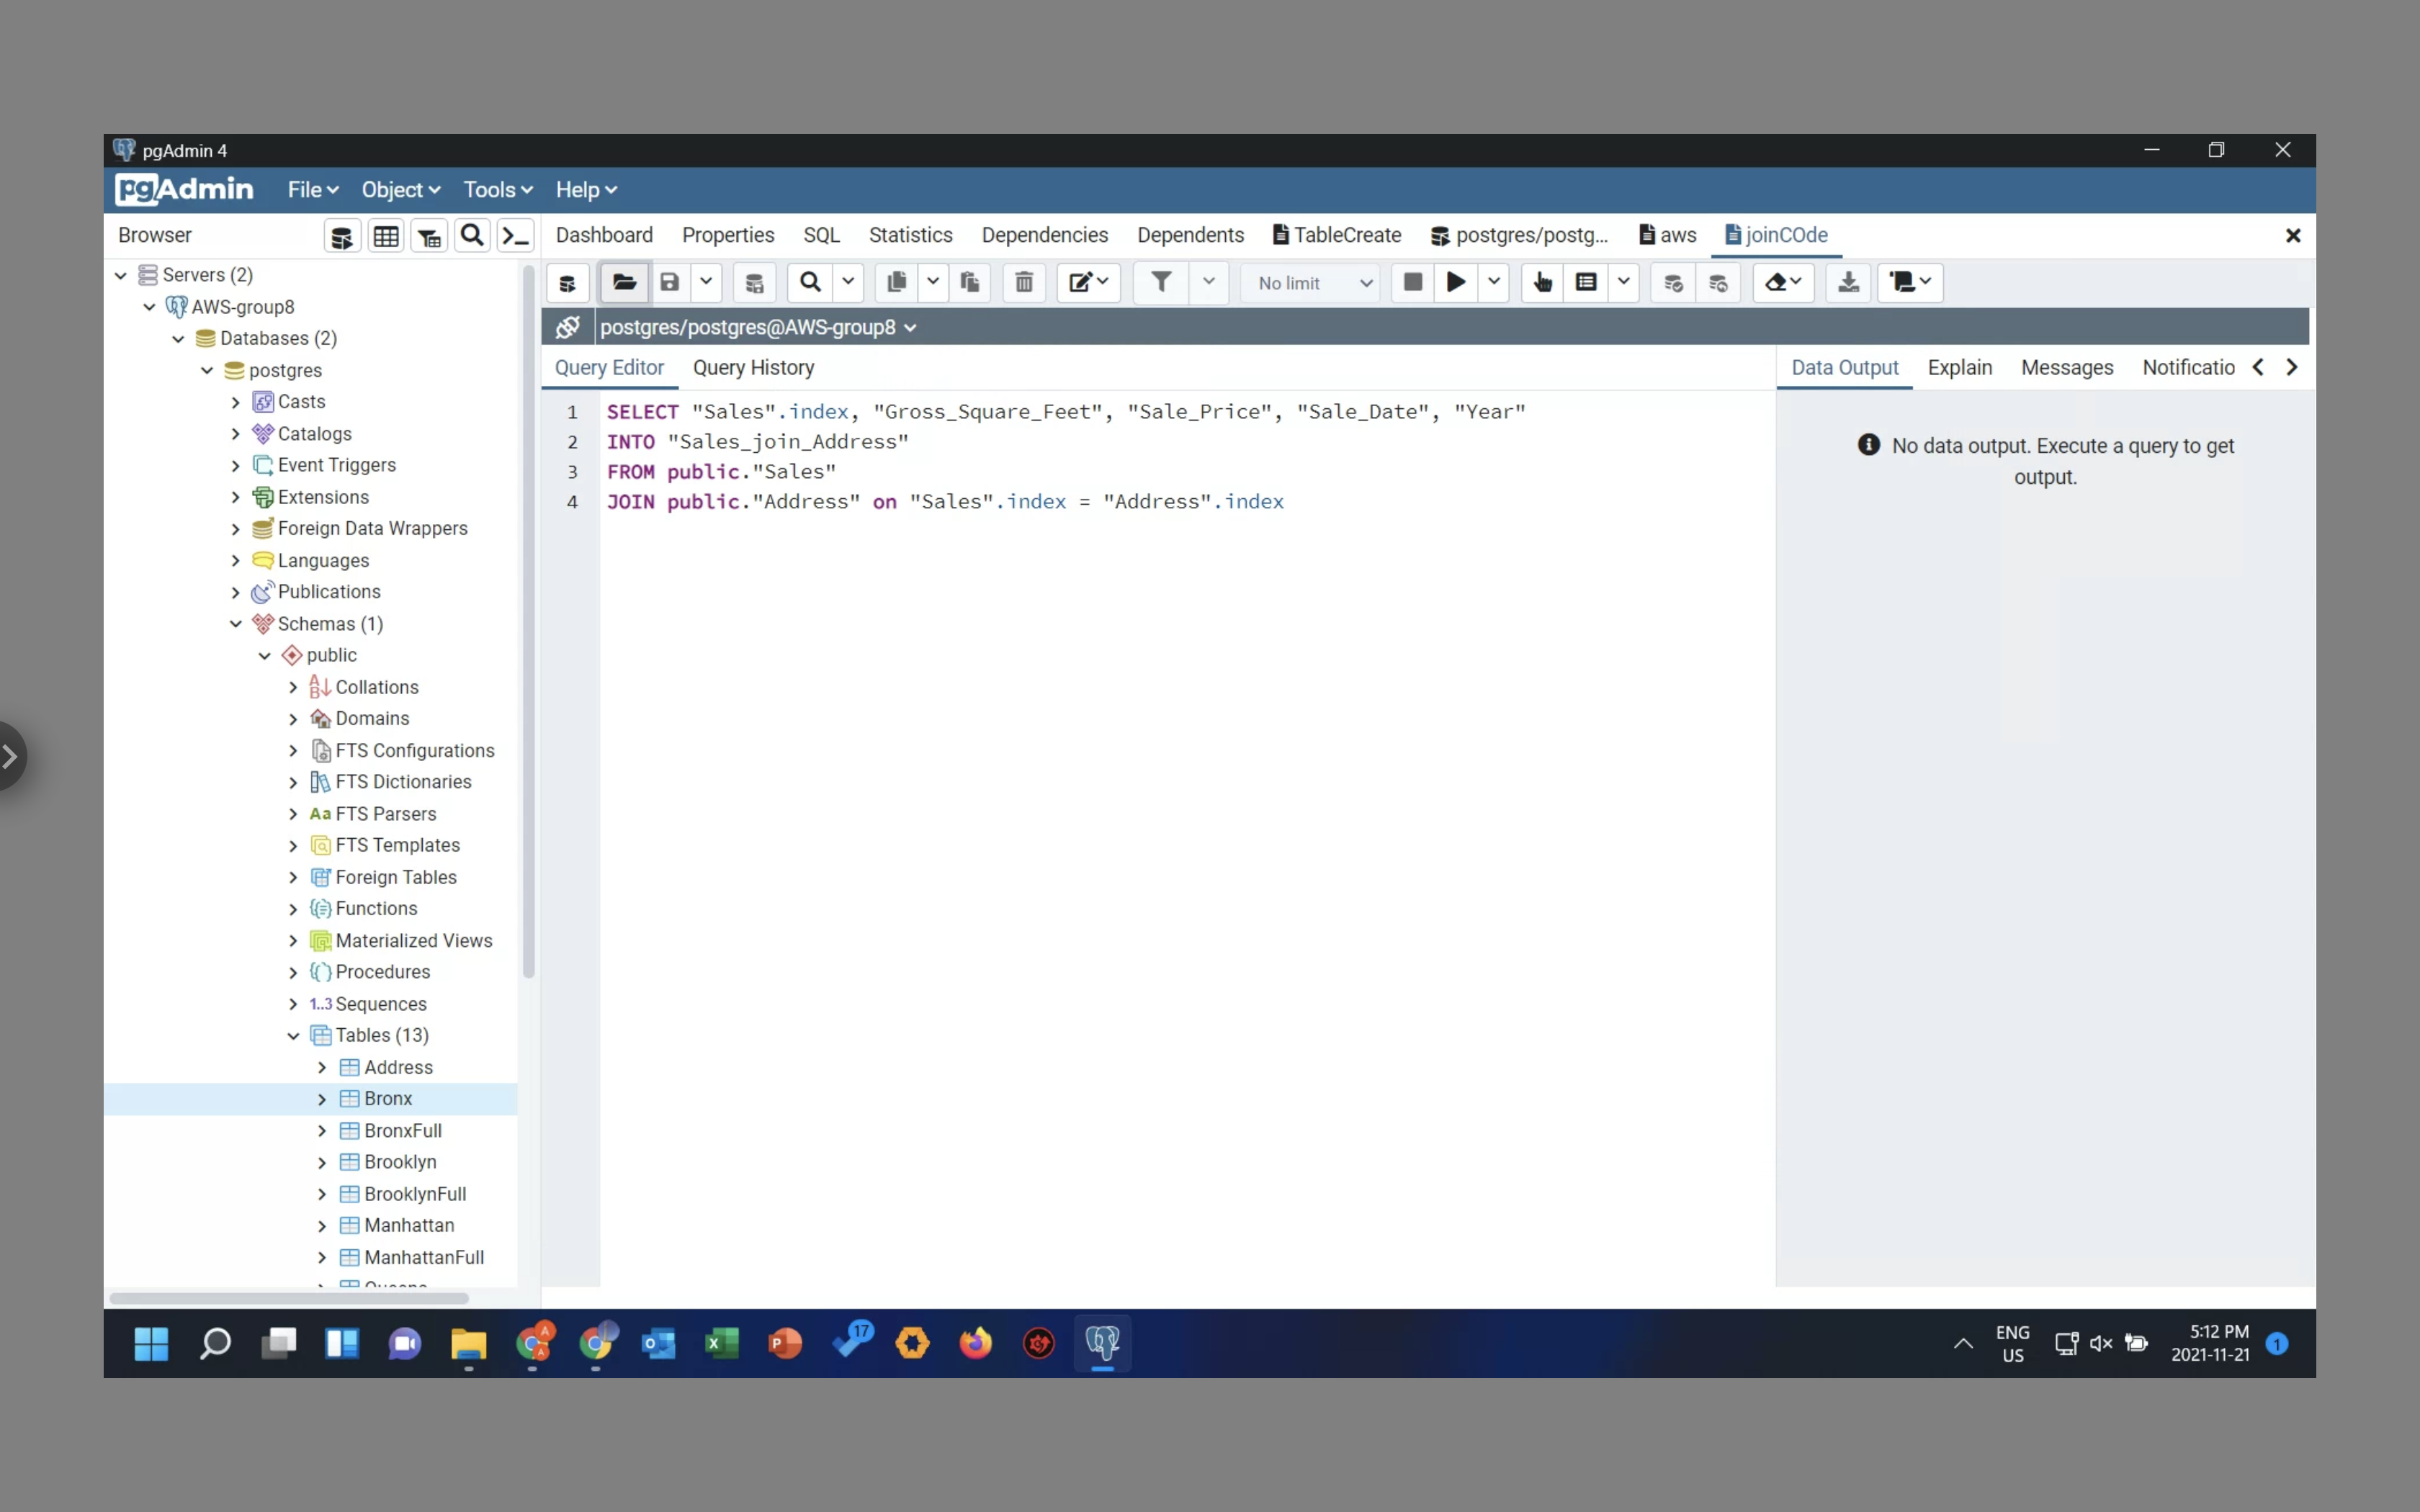 pgAdmin 4
pgAdmin File Object Tools Help
Browser
Dashboard Properties SQL Statistics Dependencies Dependents TableCreate postgres/postg... aws joinCOde
No limit
postgres/postgres@AWS-group8
Query Editor Query History
Data Output Explain Messages Notificatio
Servers (2)
AWS-group8
Databases (2)
postgres
Casts
Catalogs
Event Triggers
Extensions
Foreign Data Wrappers
Languages
Publications
Schemas (1)
public
Collations
Domains
FTS Configurations
FTS Dictionaries
Aa FTS Parsers
FTS Templates
Foreign Tables
Functions
Materialized Views
Procedures
1..3 Sequences
Tables (13)
Address
Bronx
BronxFull
Brooklyn
BrooklynFull
Manhattan
ManhattanFull
1 SELECT "Sales".index, "Gross_Square_Feet", "Sale_Price", "Sale_Date", "Year"
2 INTO "Sales_join_Address"
3 FROM public."Sales"
4 JOIN public."Address" on "Sales".index = "Address".index
No data output. Execute a query to get
output.
17
ENG
US
5:12 PM
2021-11-21
1